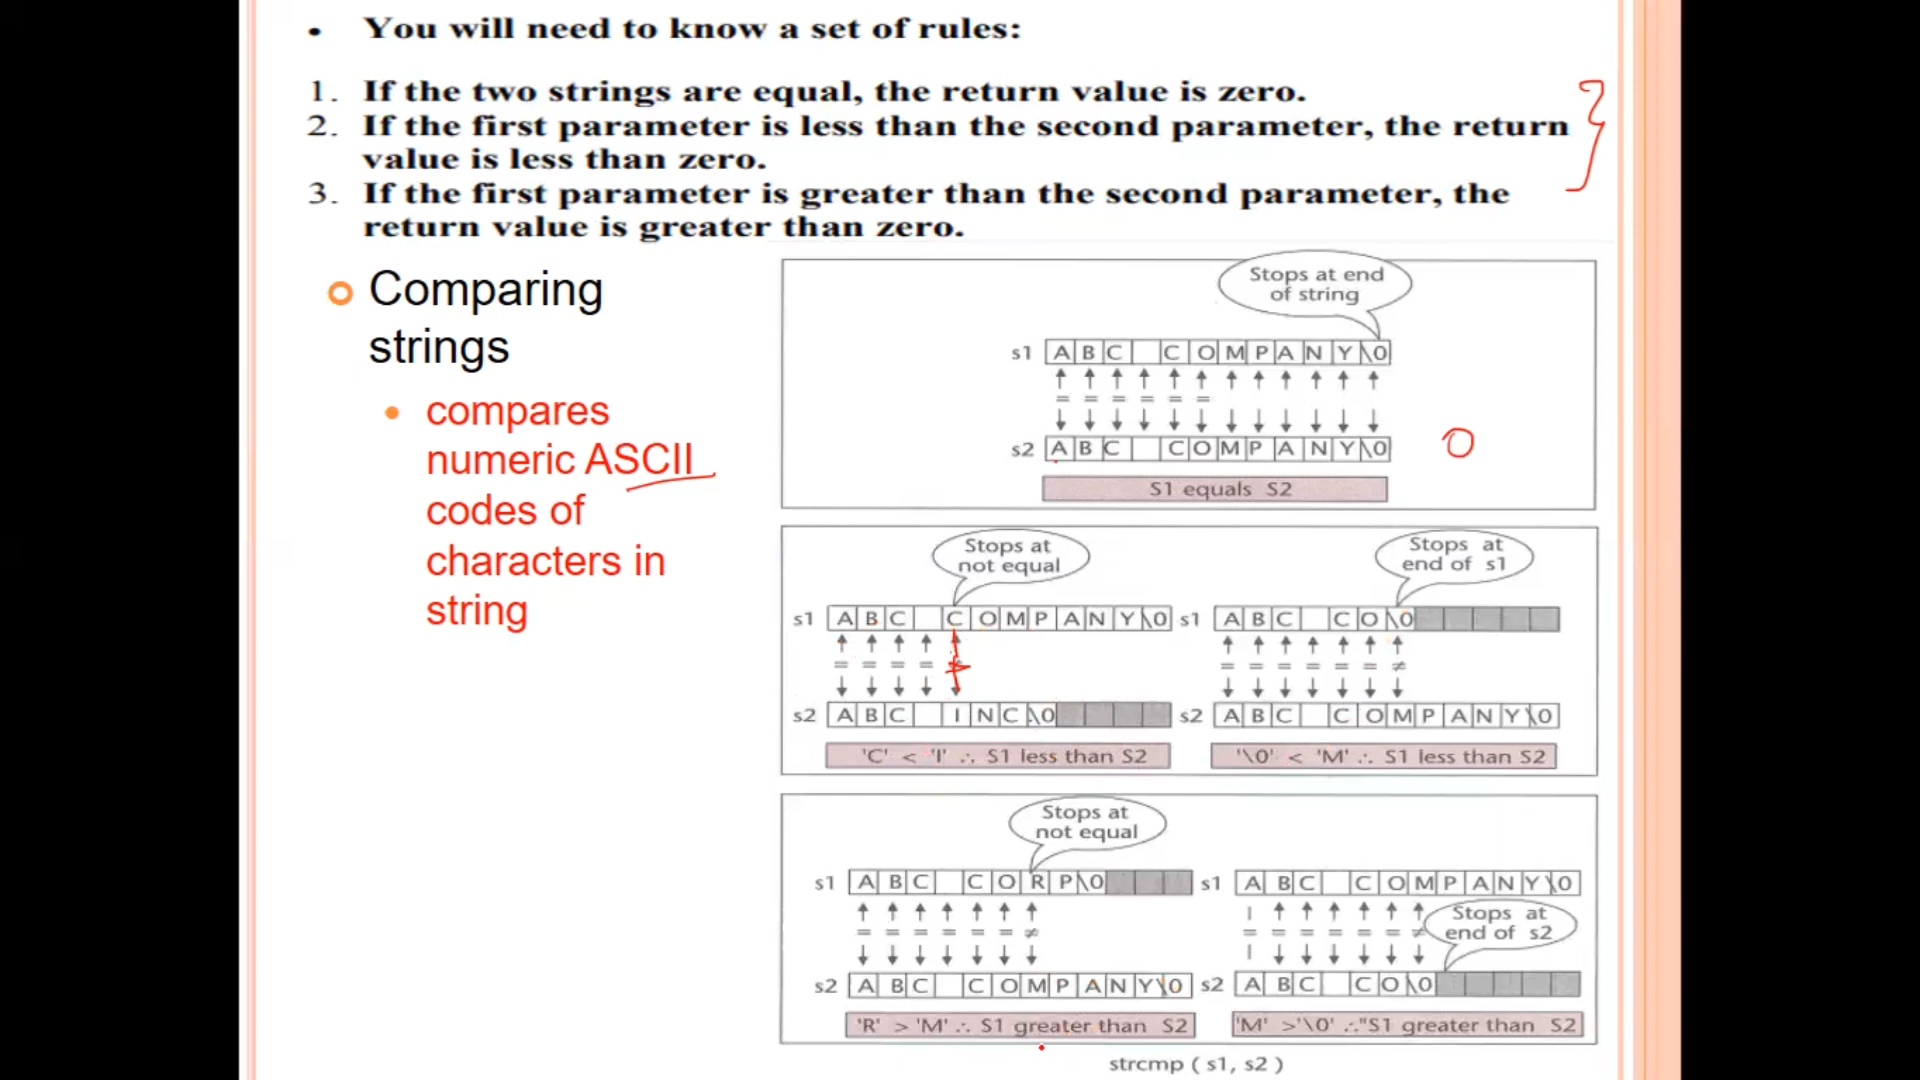 • You will need to know a set of rules:
1. If the two strings are equal, the return value is zero.
2. If the first parameter is less than the second parameter, the return
value is less than zero.
3. If the first parameter is greater than the second parameter, the
return value is greater than zero.
Comparing
strings
• compares
numeric ASCII
codes of
characters in
string
Stops at end
of string
s1 A B C C O M P A N Y \0
= = = = = =
s2 A B C C O M P A N Y \0
0
S1 equals S2
Stops at
not equal
s1 A B C C O M P A N Y \0
= = = = ≠
s2 A B C I N C \0
'C' < 'I' ∴ S1 less than S2
Stops at
end of s1
s1 A B C C O \0
= = = = = = ≠
s2 A B C C O M P A N Y \0
'\0' < 'M' ∴ S1 less than S2
Stops at
not equal
s1 A B C C O R P \0
= = = = = = ≠
s2 A B C C O M P A N Y \0
'R' > 'M' ∴ S1 greater than S2
s1 A B C C O M P A N Y \0
= = = = = = ≠
Stops at
end of s2
s2 A B C C O \0
'M' >'\0' ∴"S1 greater than S2
strcmp ( s1, s2 )